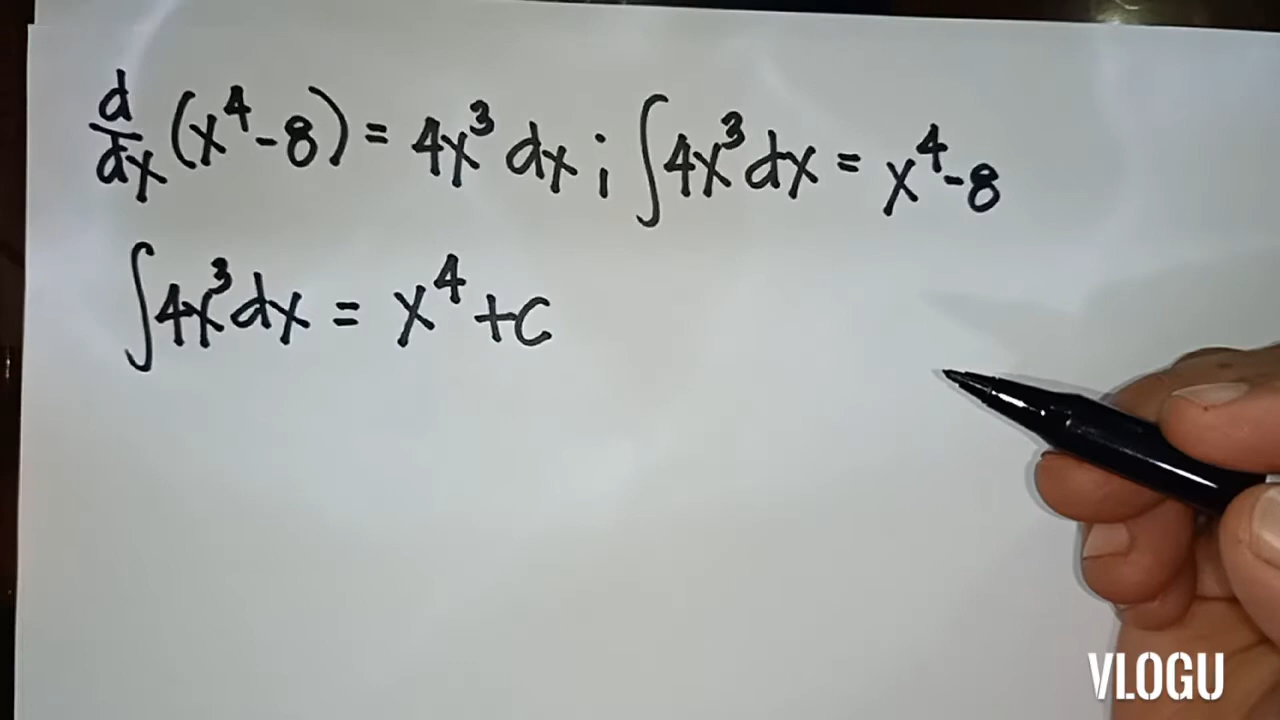 d/dx (x⁴-8) = 4x³ dx ; ∫4x³dx = x⁴-8
∫4x³dx = x⁴ +c
VLOGU